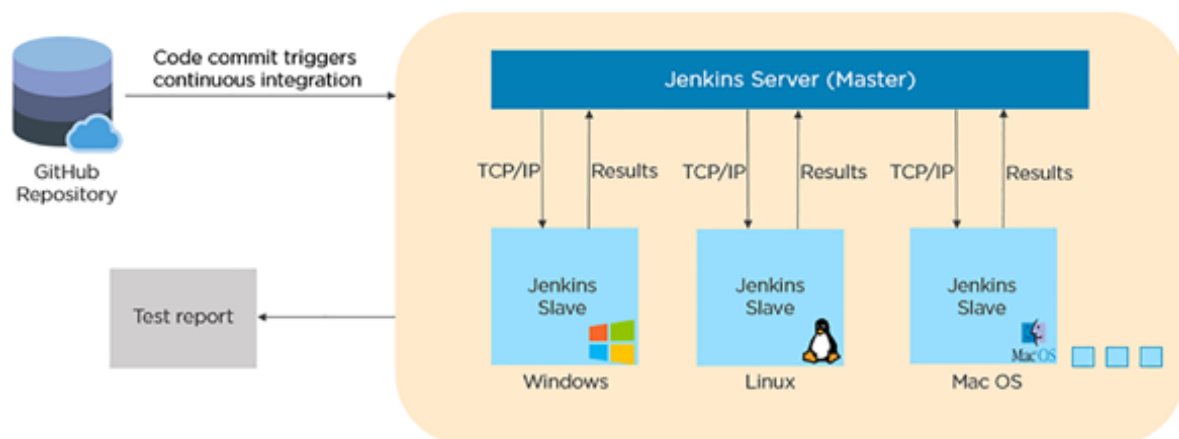 Code commit triggers
continuous integration
GitHub
Repository
Jenkins Server (Master)
TCP/IP
Results
TCP/IP
Results
TCP/IP
Results
Jenkins
Slave
Windows
Jenkins
Slave
Linux
Jenkins
Slave
MacOS
Mac OS
Test report